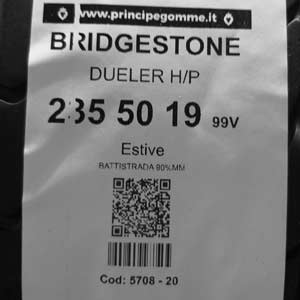 www.principegomme.it
BRIDGESTONE
DUELER H/P
235 50 19 99V
Estive
BATTISTRADA 90%MM
Cod: 5708 - 20